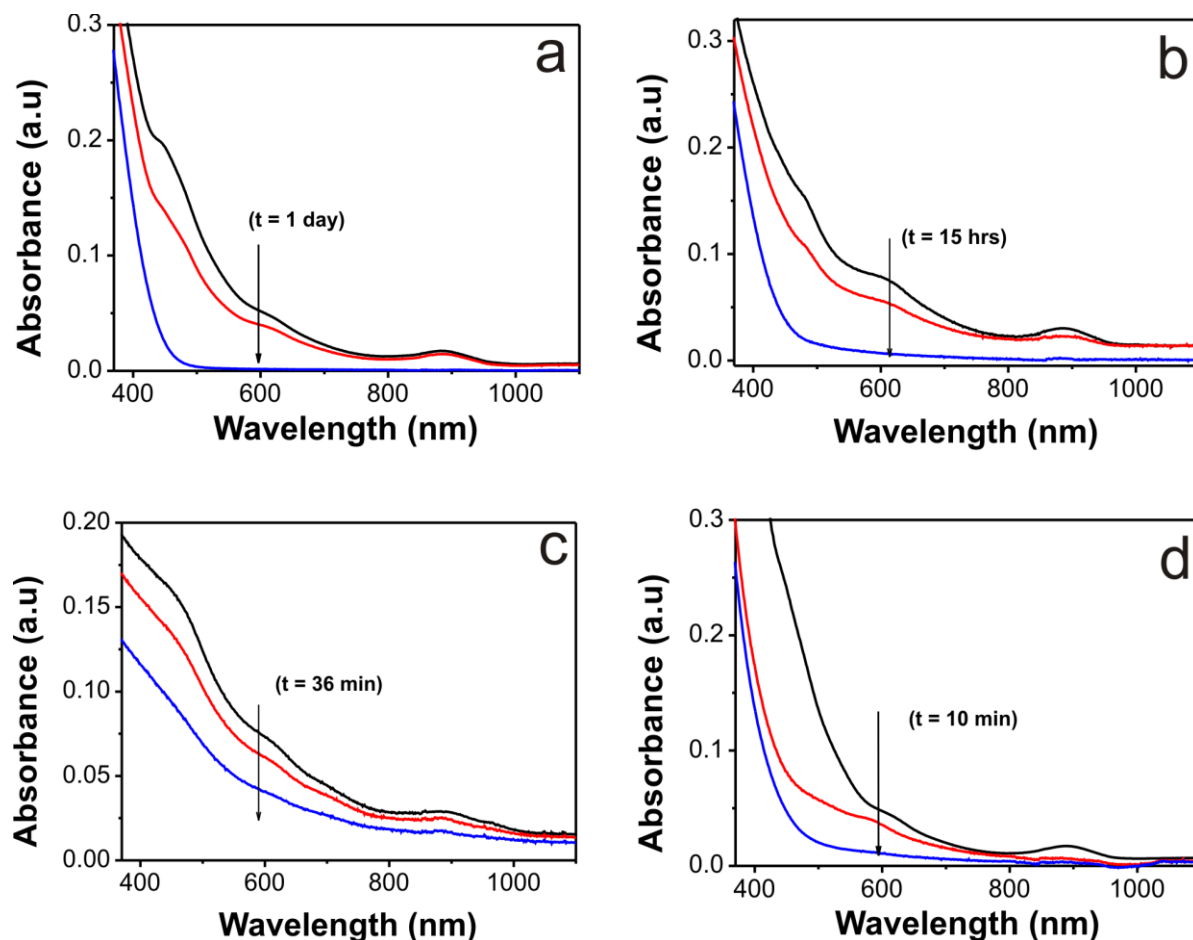 a
0.3
0.2
0.1
0.0
Absorbance (a.u)
(t = 1 day)
400 600 800 1000
Wavelength (nm)
b
0.3
0.2
0.1
0.0
Absorbance (a.u)
(t = 15 hrs)
400 600 800 1000
Wavelength (nm)
c
0.20
0.15
0.10
0.05
0.00
Absorbance (a.u)
(t = 36 min)
400 600 800 1000
Wavelength (nm)
d
0.3
0.2
0.1
0.0
Absorbance (a.u)
(t = 10 min)
400 600 800 1000
Wavelength (nm)